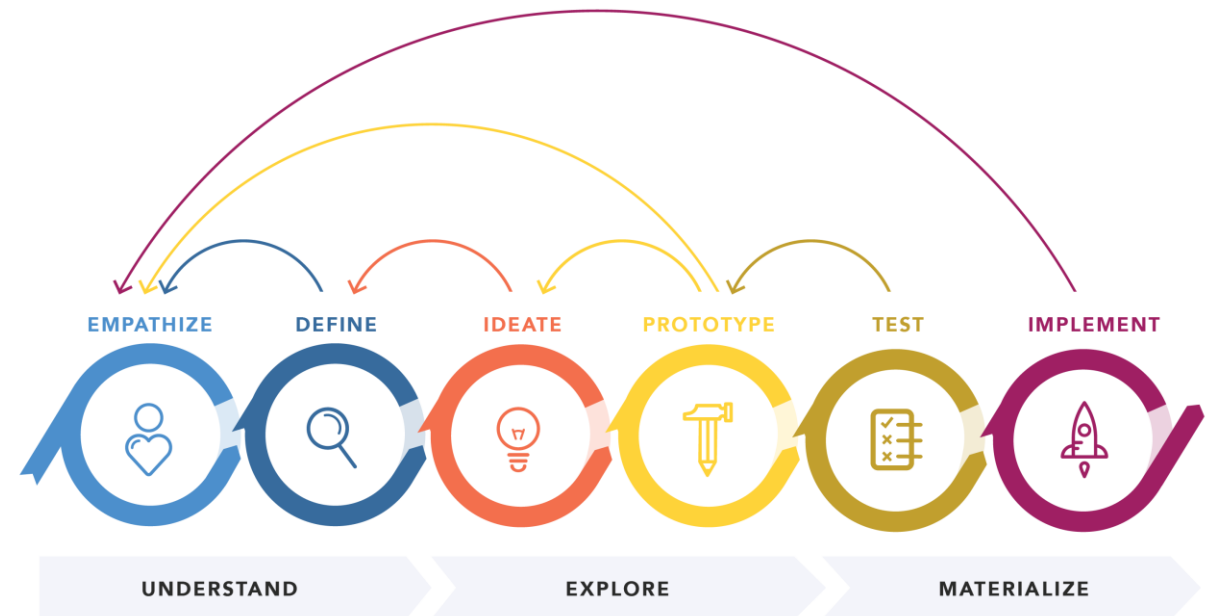 EMPATHIZE
DEFINE
IDEATE
PROTOTYPE
TEST
IMPLEMENT
UNDERSTAND
EXPLORE
MATERIALIZE